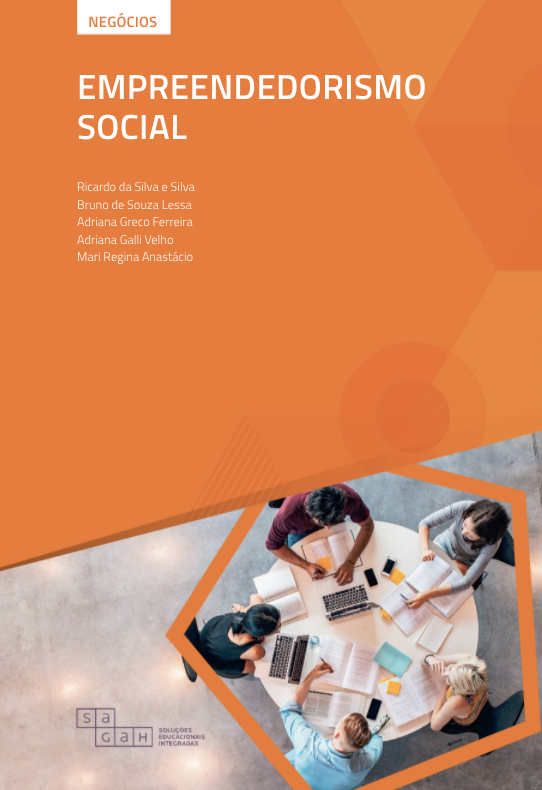 NEGÓCIOS
EMPREENDEDORISMO
SOCIAL
Ricardo da Silva e Silva
Bruno de Souza Lessa
Adriana Greco Ferreira
Adriana Galli Velho
Mari Regina Anastácio
SAGAH
SOLUÇÕES
EDUCACIONAIS
INTEGRADAS